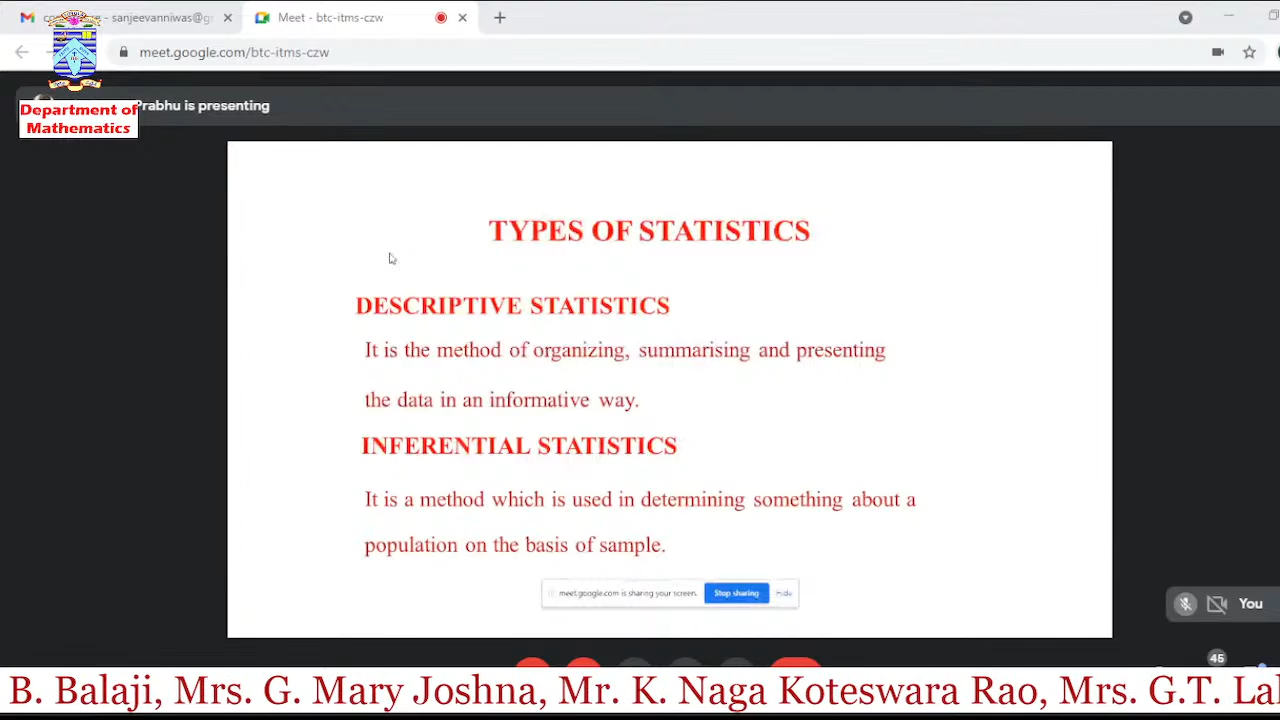 sanjeevanniwas@g
Meet - btc-itms-czw
meet.google.com/btc-itms-czw
Department of
Mathematics
Prabhu is presenting
TYPES OF STATISTICS
DESCRIPTIVE STATISTICS
It is the method of organizing, summarising and presenting
the data in an informative way.
INFERENTIAL STATISTICS
It is a method which is used in determining something about a
population on the basis of sample.
meet.google.com is sharing your screen. Stop sharing Hide
You
45
B. Balaji, Mrs. G. Mary Joshna, Mr. K. Naga Koteswara Rao, Mrs. G.T. Lal